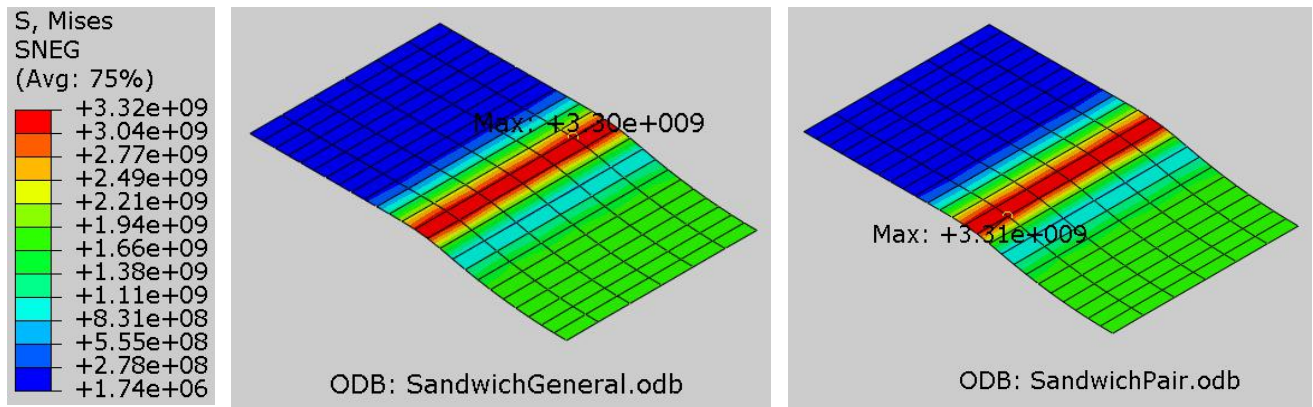 S, Mises
SNEG
(Avg: 75%)
+3.32e+09
+3.04e+09
+2.77e+09
+2.49e+09
+2.21e+09
+1.94e+09
+1.66e+09
+1.38e+09
+1.11e+09
+8.31e+08
+5.55e+08
+2.78e+08
+1.74e+06
Max: +3.30e+009
ODB: SandwichGeneral.odb
Max: +3.31e+009
ODB: SandwichPair.odb